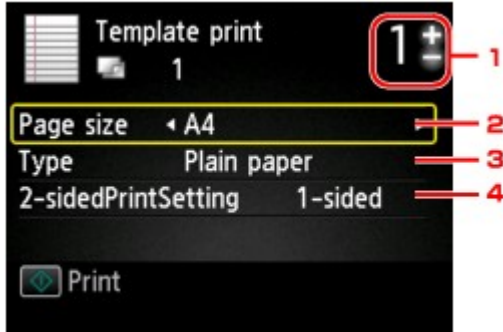 Template print
1
1 + -
1
Page size A4
2
Type Plain paper
3
2-sidedPrintSetting 1-sided
4
Print